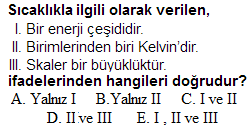 Sıcaklıkla ilgili olarak verilen,
I. Bir enerji çeşididir.
II. Birimlerinden biri Kelvin'dir.
III. Skaler bir büyüklüktür.
ifadelerinden hangileri doğrudur?
A. Yalnız I B.Yalnız II C. I ve II
D. II ve III E. I , II ve III